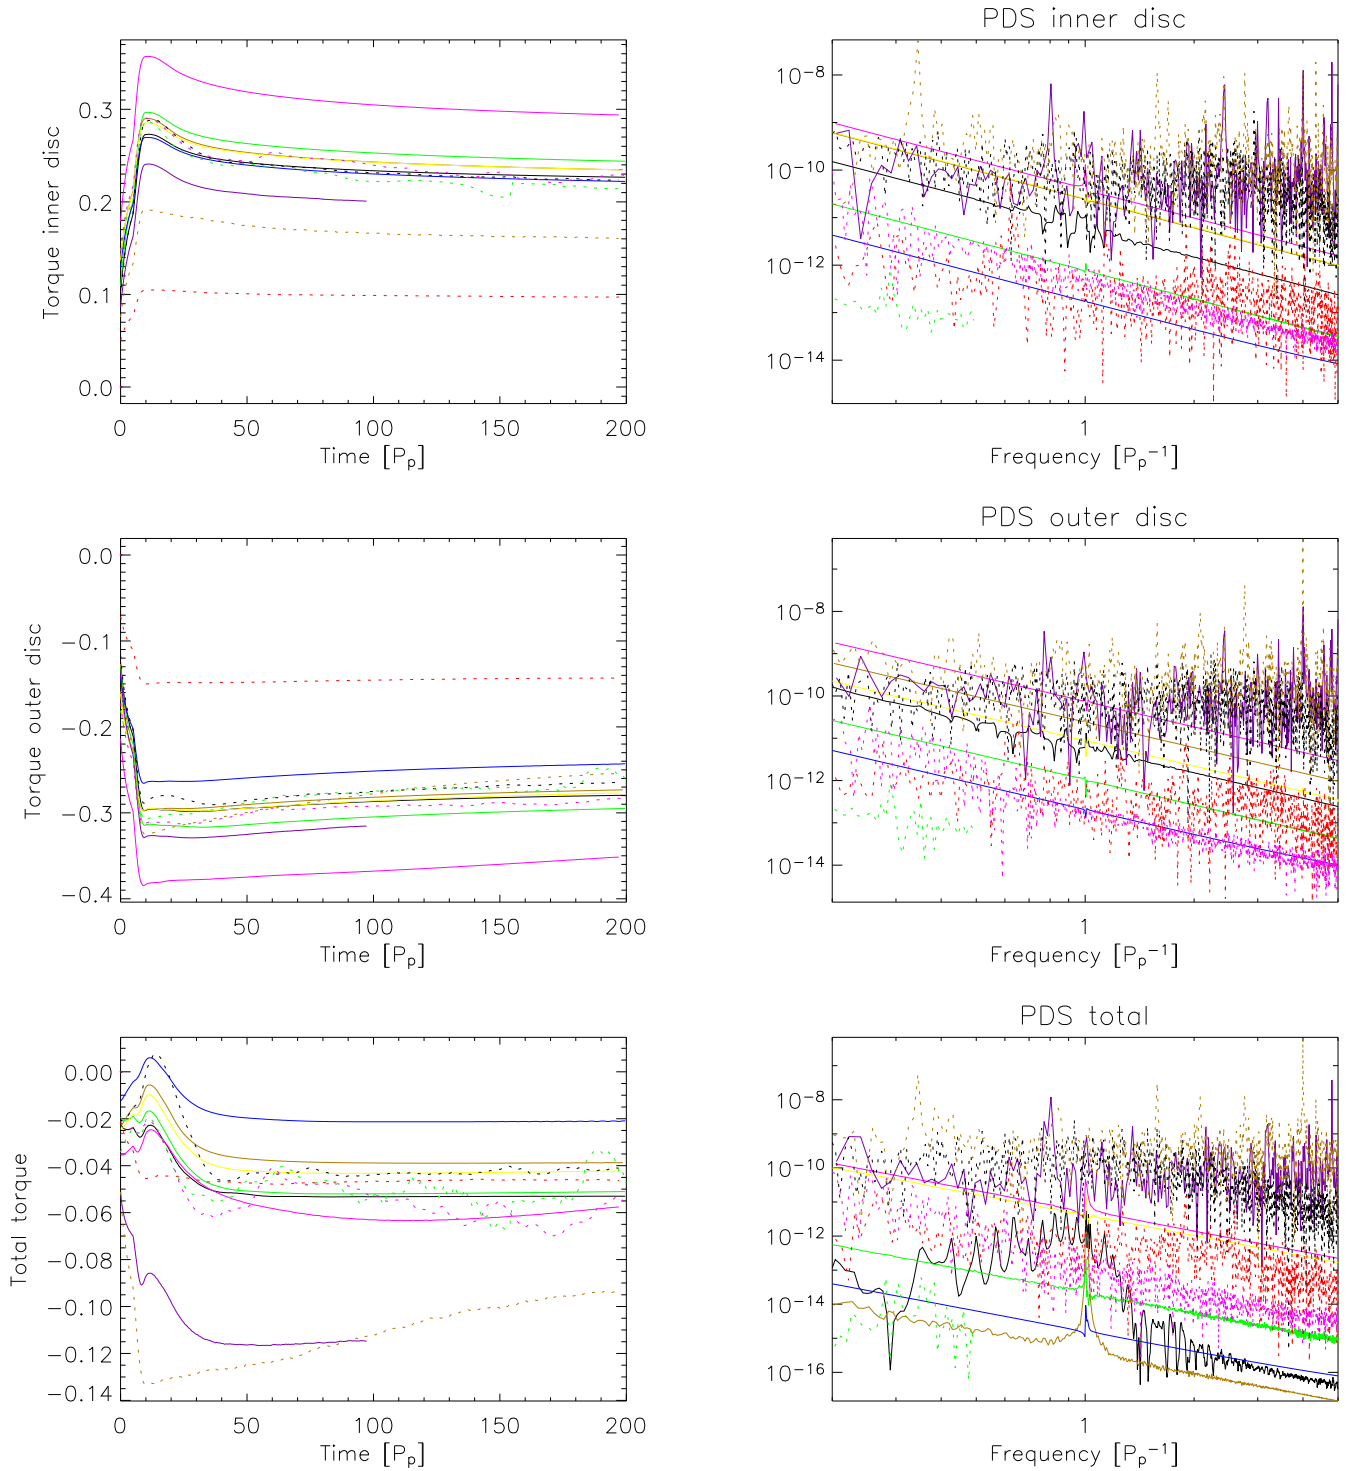 PDS inner disc
Torque inner disc
0.3
0.2
0.1
0.0
0 50 100 150 200
Time [Pp]
10⁻⁸
10⁻¹⁰
10⁻¹²
10⁻¹⁴
1
Frequency [Pp⁻¹]
PDS outer disc
Torque outer disc
0.0
−0.1
−0.2
−0.3
−0.4
0 50 100 150 200
Time [Pp]
10⁻⁸
10⁻¹⁰
10⁻¹²
10⁻¹⁴
1
Frequency [Pp⁻¹]
PDS total
Total torque
0.00
−0.02
−0.04
−0.06
−0.08
−0.10
−0.12
−0.14
0 50 100 150 200
Time [Pp]
10⁻⁸
10⁻¹⁰
10⁻¹²
10⁻¹⁴
10⁻¹⁶
1
Frequency [Pp⁻¹]